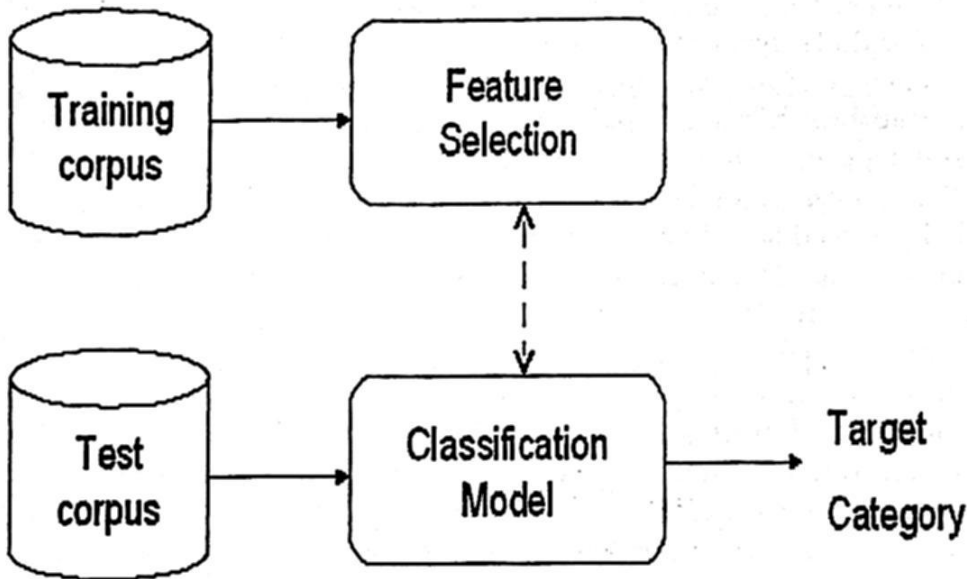 Training
corpus
Feature
Selection
Test
corpus
Classification
Model
Target
Category